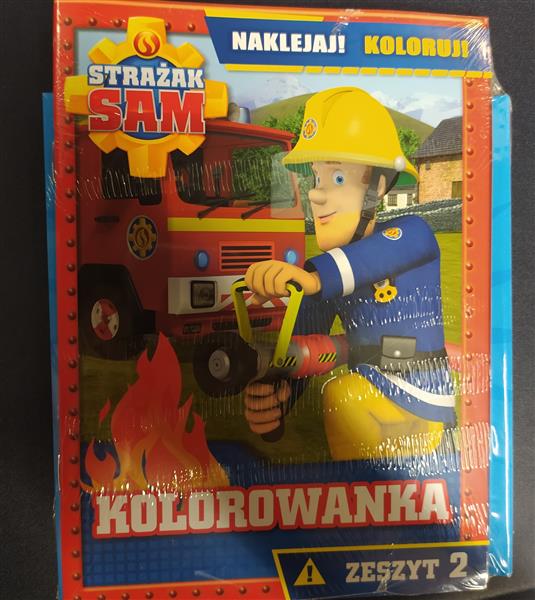 NAKLEJAJ! KOLORUJ!
STRAŻAK
SAM
KOLOROWANKA
ZESZYT 2